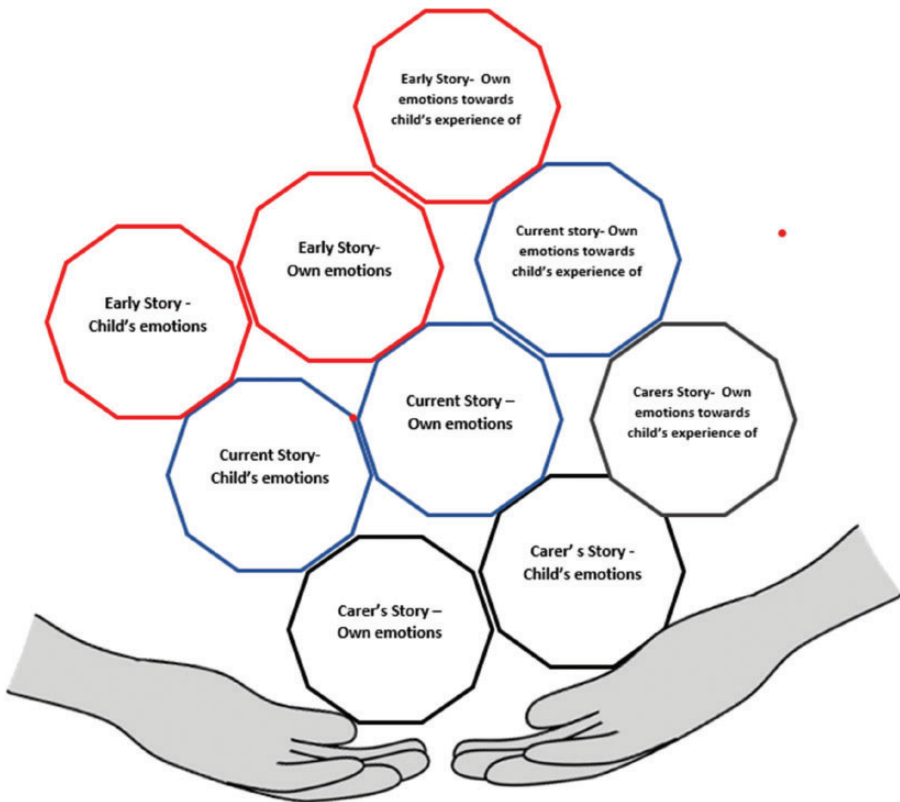 Early Story-  Own
emotions towards
child's experience of
Early Story-
Own emotions
Current story- Own
emotions towards
child's experience of
Early Story -
Child's emotions
Current Story –
Own emotions
Carers Story-  Own
emotions towards
child's experience of
Current Story-
Child's emotions
Carer' s Story -
Child's emotions
Carer's Story –
Own emotions